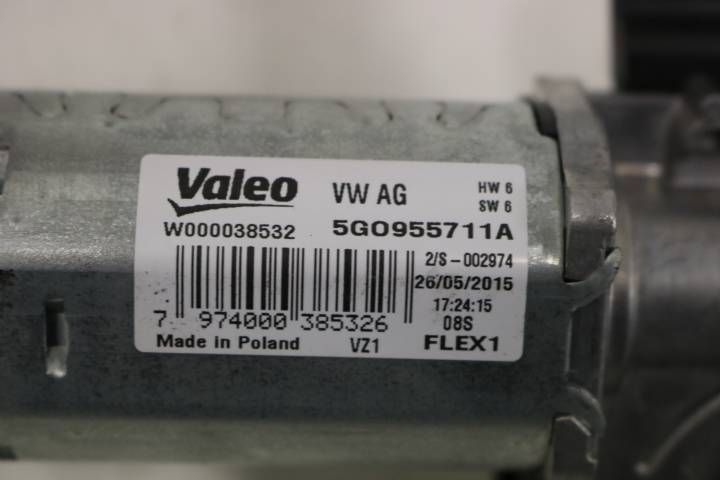 Valeo VW AG HW 6
SW 6
W000038532 5G0955711A
2/S-002974
26/05/2015
17:24:15
7 974000 385326 08S
Made in Poland VZ1 FLEX1